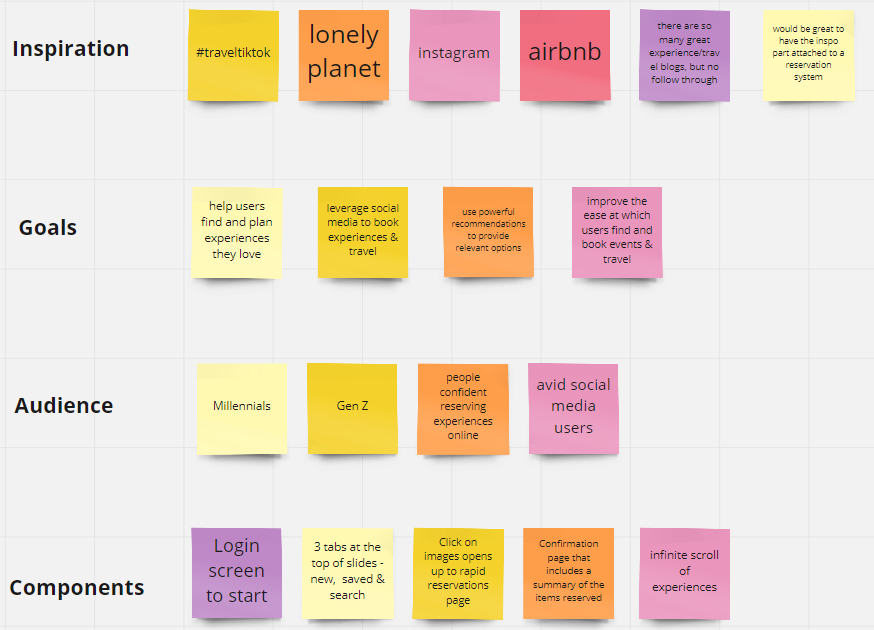 Inspiration
#traveltiktok
lonely
planet
instagram
airbnb
there are so
many great
experience/trav
el blogs, but no
follow through
would be great to
have the inspo
part attached to a
reservation
system
Goals
help users
find and plan
experiences
they love
leverage social
media to book
experiences &
travel
use powerful
recommendations
to provide
relevant options
improve the
ease at which
users find and
book events &
travel
Audience
Millennials
Gen Z
people
confident
reserving
experiences
online
avid social
media
users
Components
Login
screen
to start
3 tabs at the
top of slides -
new, saved &
search
Click on
images opens
up to rapid
reservations
page
Confirmation
page that
includes a
summary of the
items reserved
infinite scroll
of
experiences